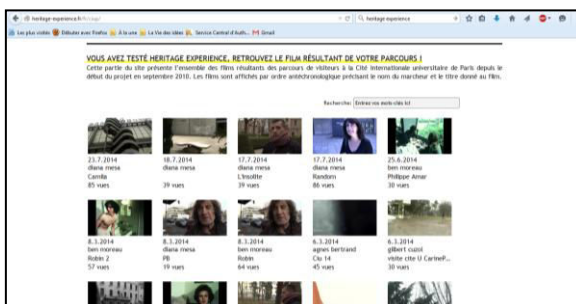 heritage-experience.fr/fr/cap/
heritage experience
Les plus visités Débuter avec Firefox À la une La Vie des idées Service Central d'Auth... Gmail
VOUS AVEZ TESTÉ HERITAGE EXPERIENCE, RETROUVEZ LE FILM RÉSULTANT DE VOTRE PARCOURS !
Cette partie du site présente l'ensemble des films résultants des parcours de visiteurs à la Cité internationale universitaire de Paris depuis le
début du projet en septembre 2010. Les films sont affichés par ordre antéchronologique précisant le nom du marcheur et le titre donné au film.
Recherche: Entrez vos mots-clés ici
23.7.2014 18.7.2014 17.7.2014 17.7.2014 25.6.2014
diana mesa diana mesa diana mesa diana mesa ben moreau
Camila L'insolite Random Philippe Amar
85 vues 39 vues 39 vues 86 vues 30 vues
8.3.2014 8.3.2014 8.3.2014 6.3.2014 6.3.2014
ben moreau diana mesa ben moreau agnes bertrand gilbert cuzol
Robin 2 PB Robin Ciu 14 visite cite U CarineP...
57 vues 19 vues 64 vues 45 vues 30 vues